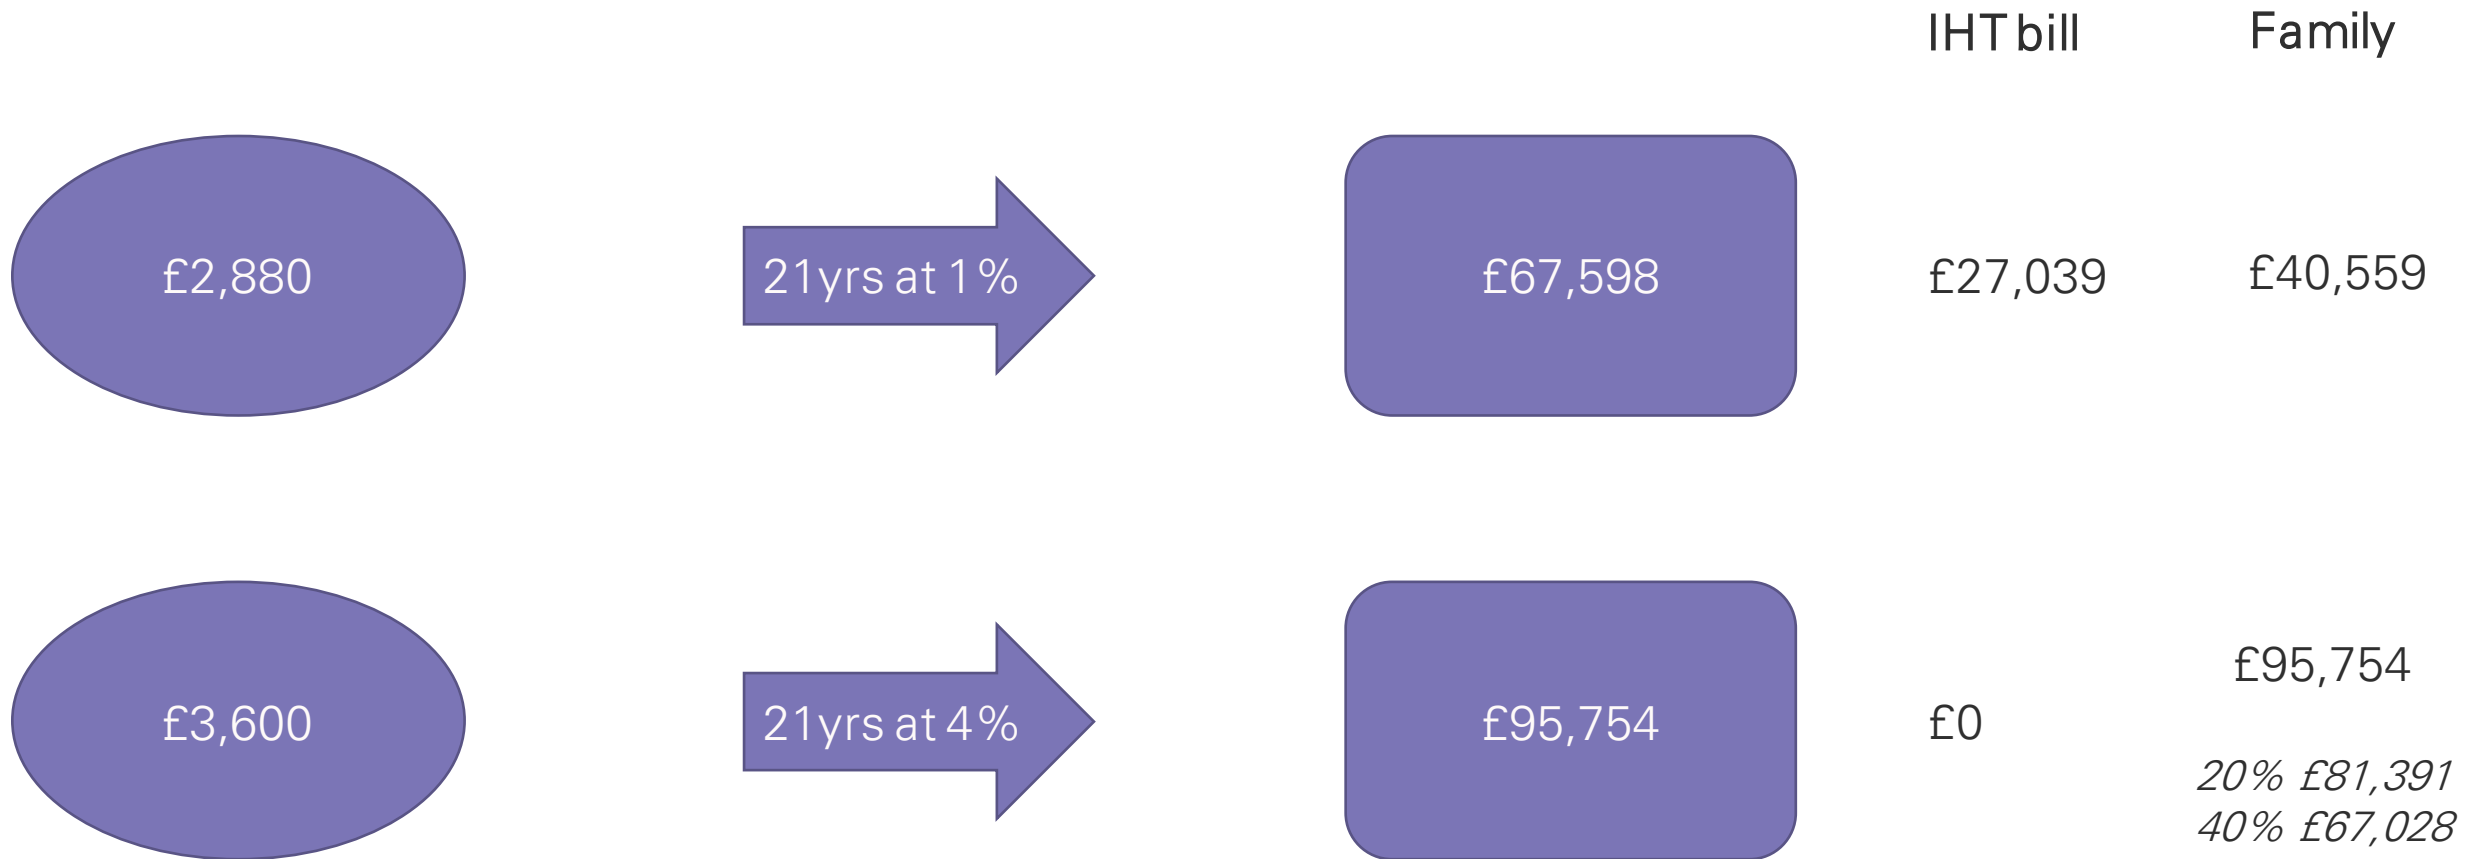 IHT bill Family
£2,880 21yrs at 1% £67,598 £27,039 £40,559
£95,754
£3,600 21yrs at 4% £95,754 £0
20% £81,391
40% £67,028